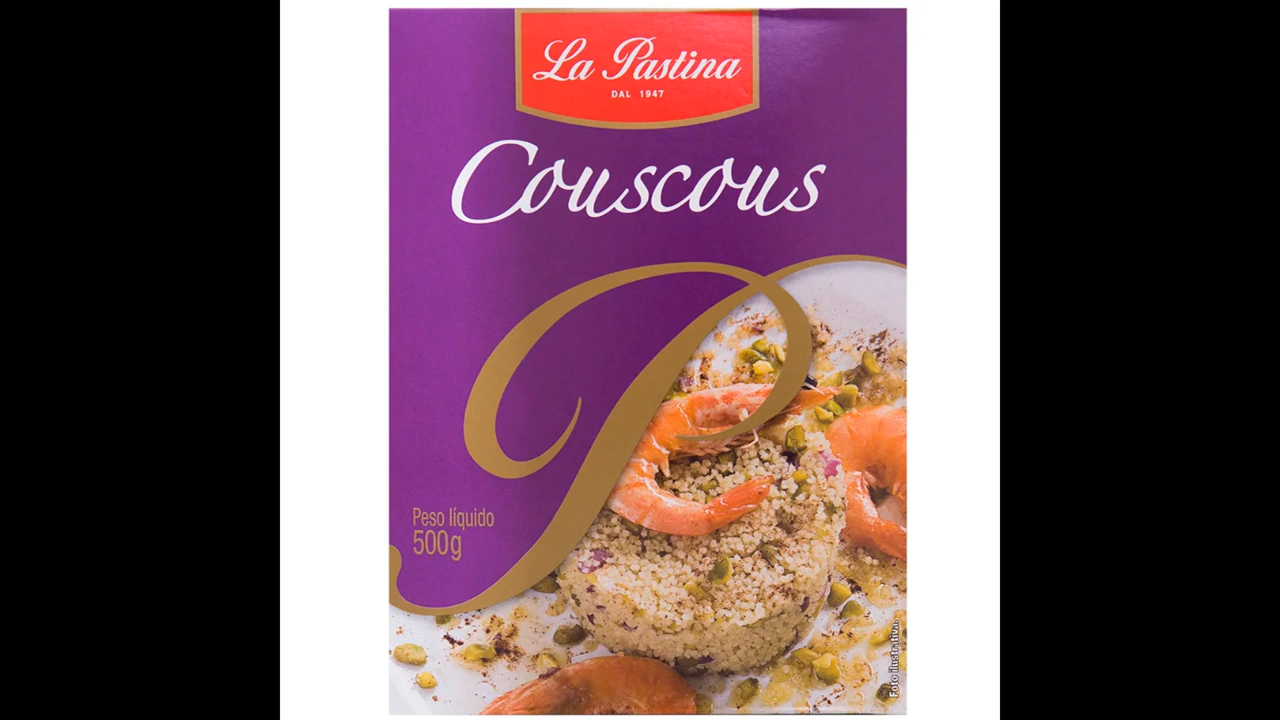 La Pastina
DAL 1947
Couscous
Peso líquido
500g
Foto ilustrativa.